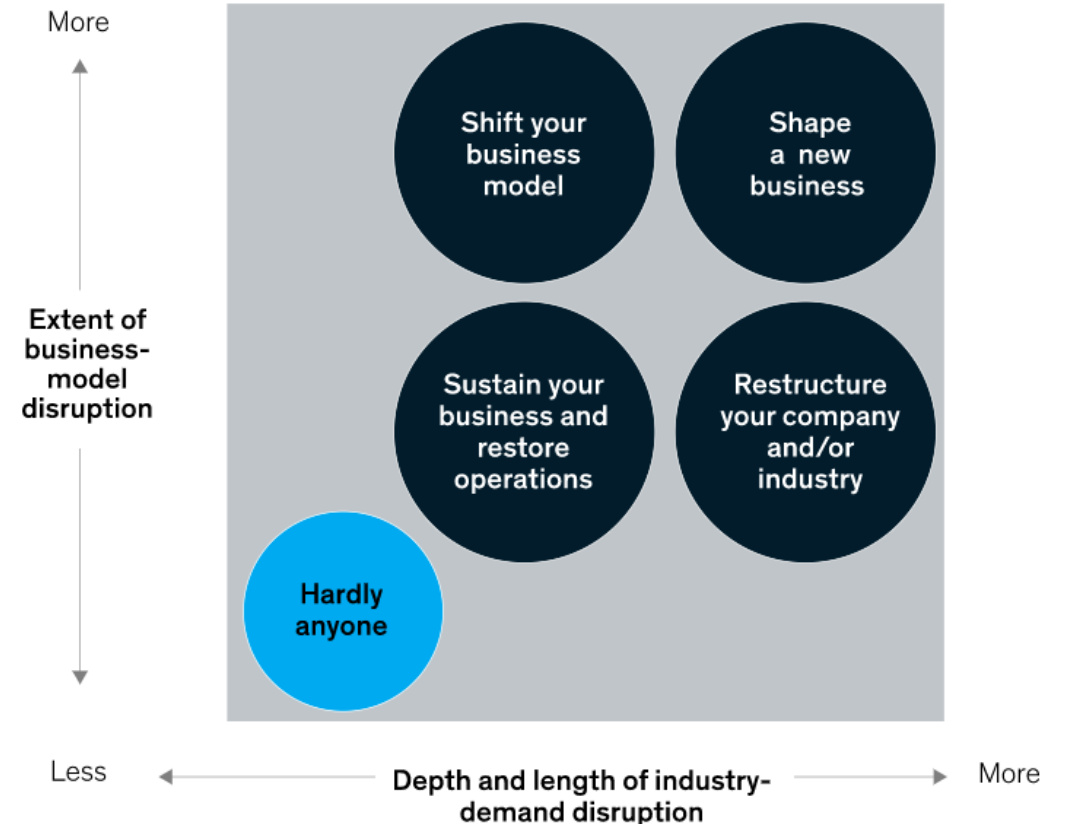 More
Shift your
business
model
Shape
a new
business
Extent of
business-
model
disruption
Sustain your
business and
restore
operations
Restructure
your company
and/or
industry
Hardly
anyone
Less
Depth and length of industry-
demand disruption
More